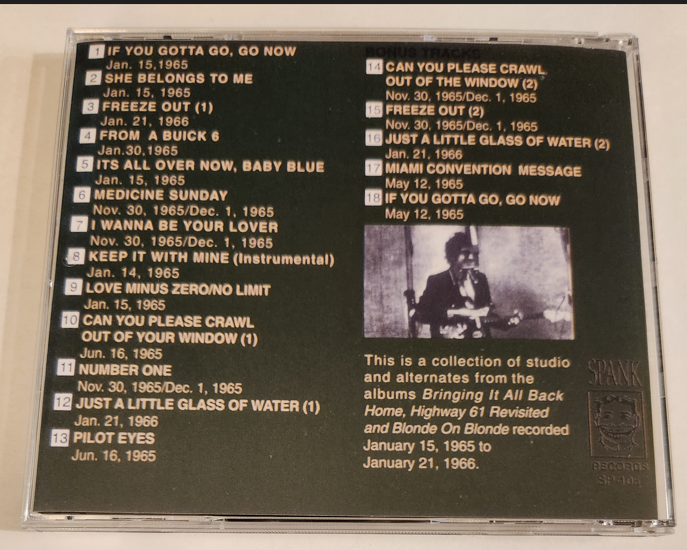 1 IF YOU GOTTA GO, GO NOW
Jan. 15,1965
2 SHE BELONGS TO ME
Jan. 15, 1965
3 FREEZE OUT (1)
Jan. 21, 1966
4 FROM A BUICK 6
Jan.30,1965
5 ITS ALL OVER NOW, BABY BLUE
Jan. 15, 1965
6 MEDICINE SUNDAY
Nov. 30, 1965/Dec. 1, 1965
7 I WANNA BE YOUR LOVER
Nov. 30, 1965/Dec. 1, 1965
8 KEEP IT WITH MINE (Instrumental)
Jan. 14, 1965
9 LOVE MINUS ZERO/NO LIMIT
Jan. 15, 1965
10 CAN YOU PLEASE CRAWL
OUT OF YOUR WINDOW (1)
Jun. 16, 1965
11 NUMBER ONE
Nov. 30, 1965/Dec. 1, 1965
12 JUST A LITTLE GLASS OF WATER (1)
Jan. 21, 1966
13 PILOT EYES
Jun. 16, 1965
BONUS TRACKS
14 CAN YOU PLEASE CRAWL
OUT OF THE WINDOW (2)
Nov. 30, 1965/Dec. 1, 1965
15 FREEZE OUT (2)
Nov. 30, 1965/Dec. 1, 1965
16 JUST A LITTLE GLASS OF WATER (2)
Jan. 21, 1966
17 MIAMI CONVENTION MESSAGE
May 12, 1965
18 IF YOU GOTTA GO, GO NOW
May 12, 1965
This is a collection of studio
and alternates from the
albums Bringing It All Back
Home, Highway 61 Revisited
and Blonde On Blonde recorded
January 15, 1965 to
January 21, 1966.
SPANK
RECORDS